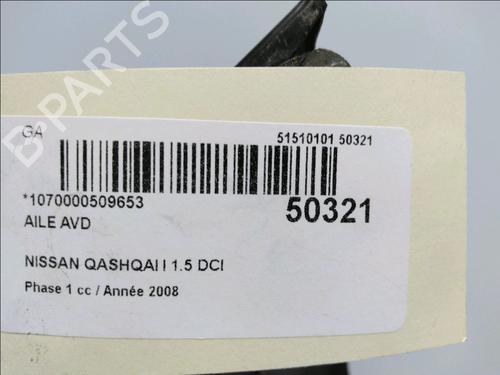 B-PARTS
GA
51510101 50321
*1070000509653
50321
AILE AVD
NISSAN QASHQAI I 1.5 DCI
Phase 1 cc / Année 2008